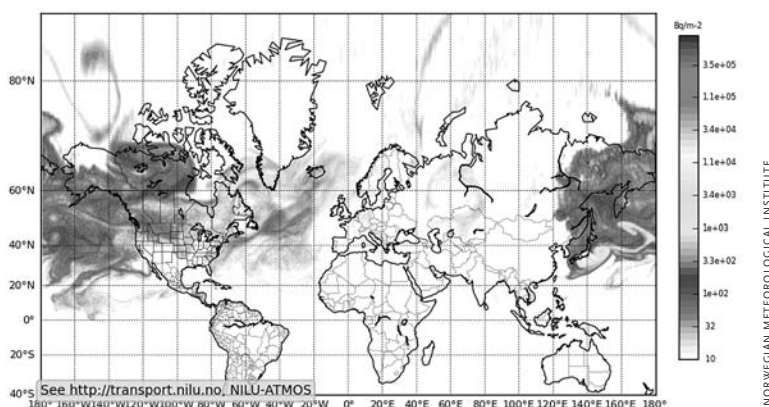 Bq/m-2
80°N
60°N
40°N
20°N
0°
20°S
40°S
3.5e+05
1.1e+05
3.4e+04
1.1e+04
3.4e+03
1e+03
3.3e+02
1e+02
32
10
See http://transport.nilu.no, NILU-ATMOS
180° 160°W 140°W 120°W 100°W 80°W 60°W 40°W 20°W 0° 20°E 40°E 60°E 80°E 100°E 120°E 140°E 160°E 180°
NORWEGIAN METEOROLOGICAL INSTITUTE